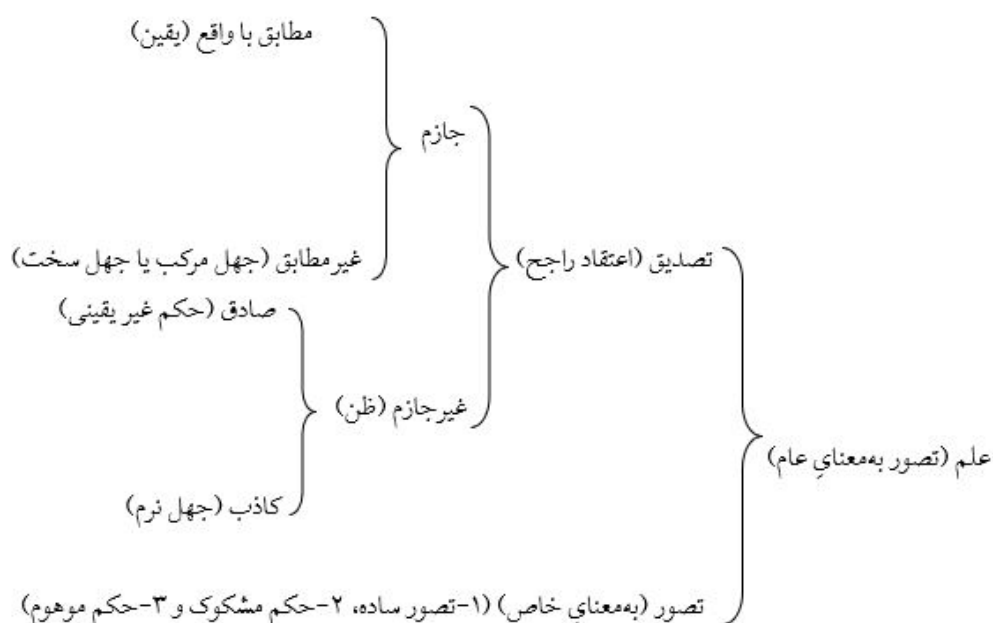 مطابق با واقع (یقین)
جازم
غیرمطابق (جهل مرکب یا جهل سخت)
تصدیق (اعتقاد راجح)
صادق (حکم غیر یقینی)
غیرجازم (ظن)
علم (تصور به‌معنایِ عام)
کاذب (جهل نرم)
تصور (به‌معنایِ خاص) (۱-تصور ساده، ۲-حکم مشکوک و ۳-حکم موهوم)